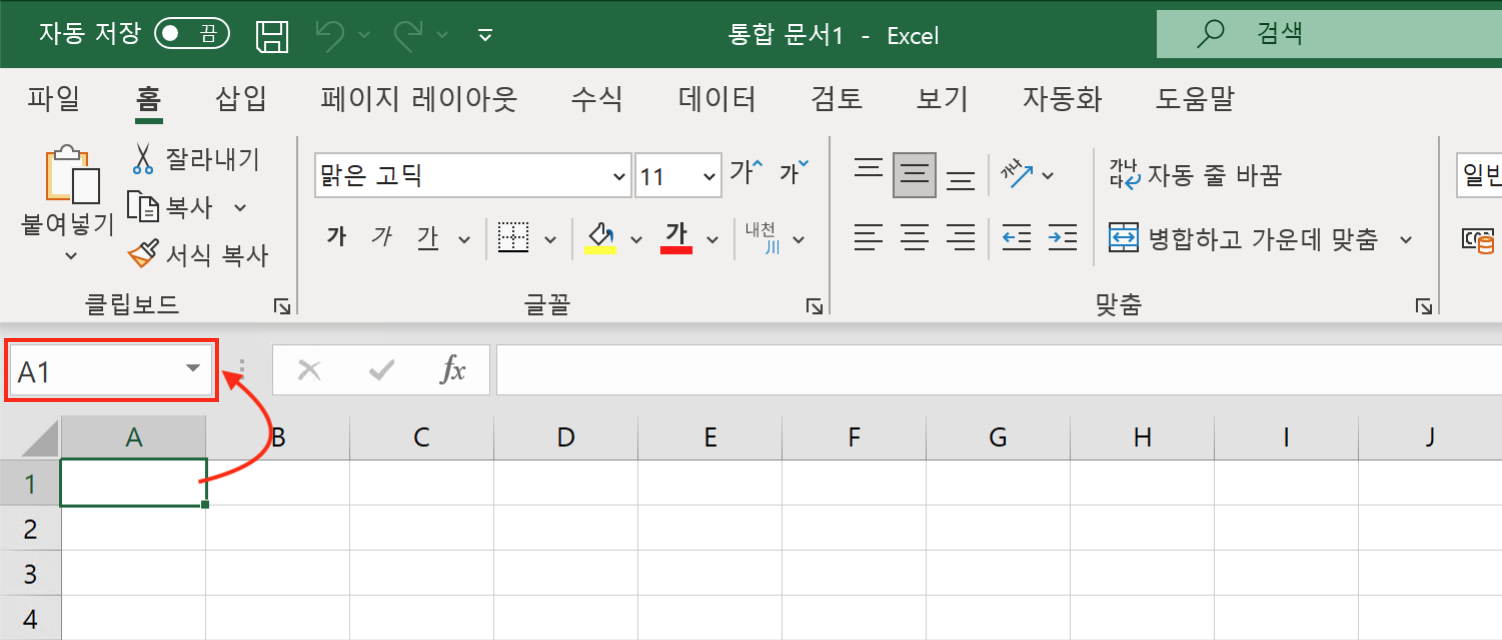 자동 저장 끔 통합 문서1 - Excel 검색
파일 홈 삽입 페이지 레이아웃 수식 데이터 검토 보기 자동화 도움말
붙여넣기
잘라내기
복사
서식 복사
클립보드
맑은 고딕 11 가 가
가 가 가 가 내천 川
글꼴
가나다 자동 줄 바꿈
병합하고 가운데 맞춤
맞춤
일반
A1 fx
A B C D E F G H I J
1
2
3
4